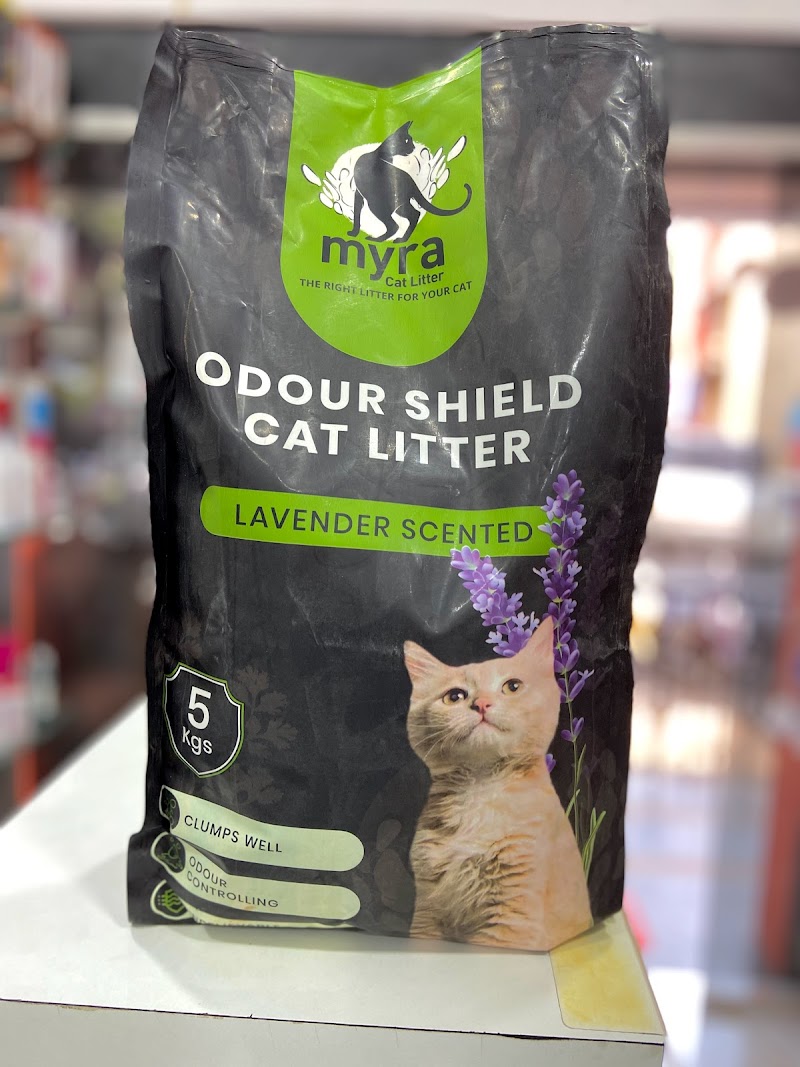 myra
Cat Litter
THE RIGHT LITTER FOR YOUR CAT
ODOUR SHIELD
CAT LITTER
LAVENDER SCENTED
5
Kgs
CLUMPS WELL
ODOUR
CONTROLLING